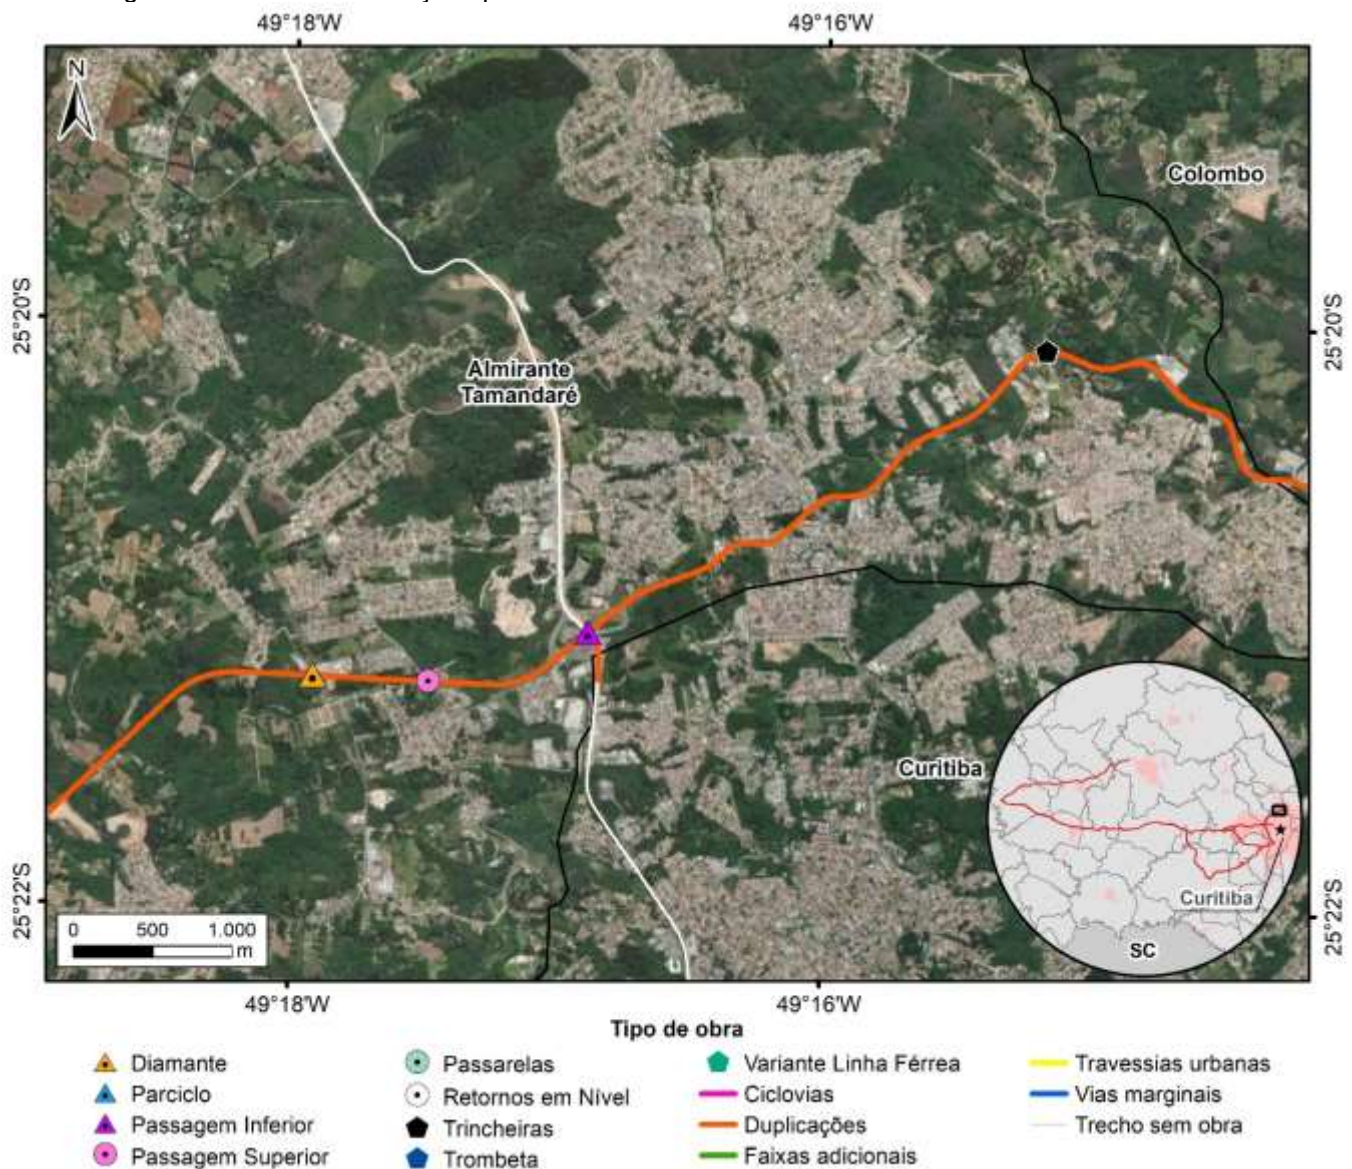 49°18'W 49°16'W
N
Colombo
25°20'S 25°20'S
Almirante
Tamandaré
Curitiba
Curitiba
SC
25°22'S 25°22'S
0 500 1.000
m
49°18'W 49°16'W
Tipo de obra
Diamante Passarelas Variante Linha Férrea Travessias urbanas
Parciclo Retornos em Nível Ciclovias Vias marginais
Passagem Inferior Trincheiras Duplicações Trecho sem obra
Passagem Superior Trombeta Faixas adicionais